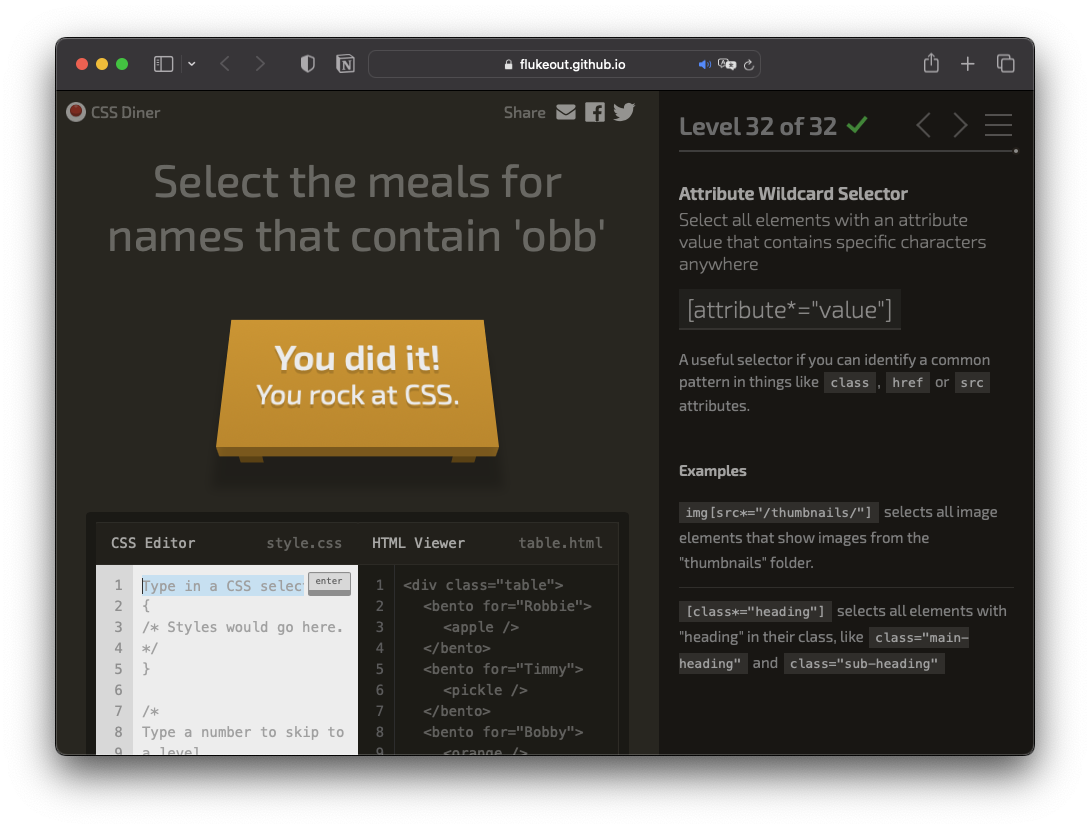 flukeout.github.io
CSS Diner
Share
Select the meals for
names that contain 'obb'
You did it!
You rock at CSS.
CSS Editor
style.css
HTML Viewer
table.html
1 Type in a CSS selec
enter
2 {
3 /* Styles would go here.
4 */
5 }
6
7 /*
8 Type a number to skip to
9 a level
1 <div class="table">
2 <bento for="Robbie">
3 <apple />
4 </bento>
5 <bento for="Timmy">
6 <pickle />
7 </bento>
8 <bento for="Bobby">
9 <orange />
Level 32 of 32
Attribute Wildcard Selector
Select all elements with an attribute
value that contains specific characters
anywhere
[attribute*="value"]
A useful selector if you can identify a common
pattern in things like class , href or src
attributes.
Examples
img[src*="/thumbnails/"] selects all image
elements that show images from the
"thumbnails" folder.
[class*="heading"] selects all elements with
"heading" in their class, like class="main-
heading" and class="sub-heading"